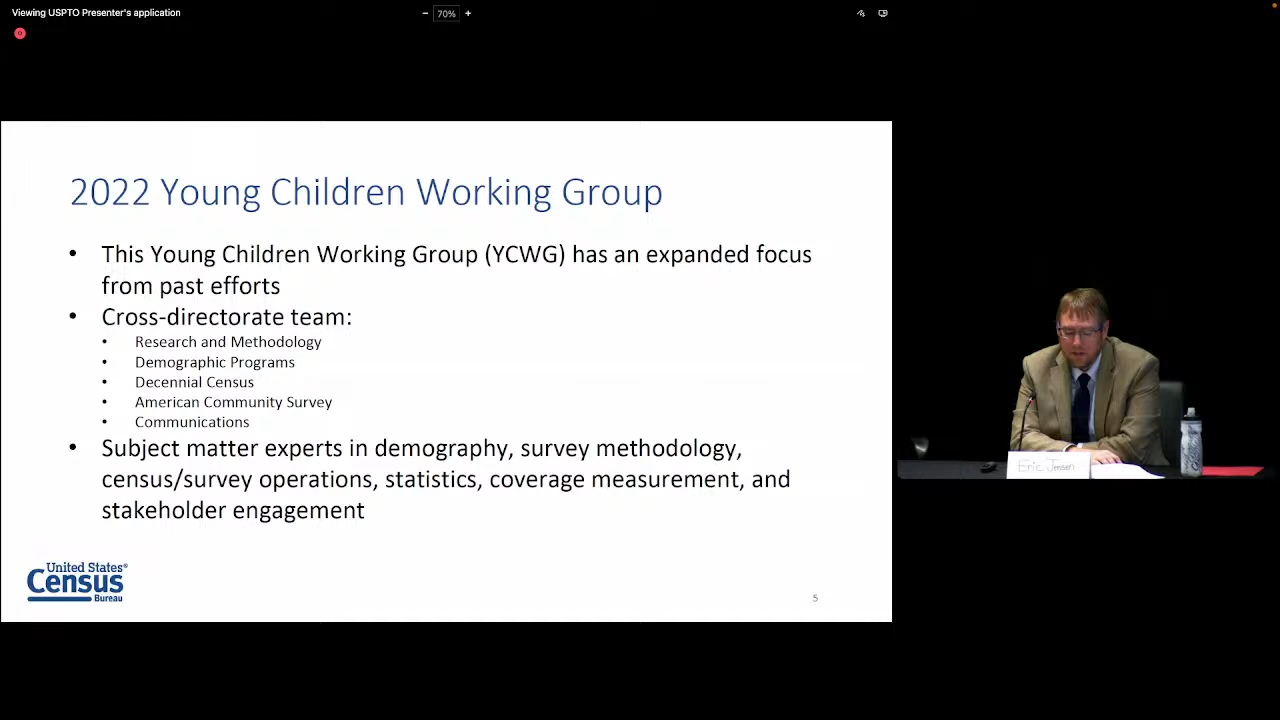 Viewing USPTO Presenter's application
− 70% +
2022 Young Children Working Group
• This Young Children Working Group (YCWG) has an expanded focus
from past efforts
• Cross-directorate team:
• Research and Methodology
• Demographic Programs
• Decennial Census
• American Community Survey
• Communications
• Subject matter experts in demography, survey methodology,
census/survey operations, statistics, coverage measurement, and
stakeholder engagement
United States®
Census
Bureau
5
Eric Jensen